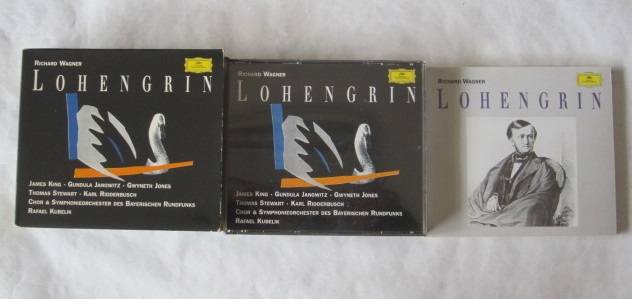 RICHARD WAGNER
LOHENGRIN
JAMES KING · GUNDULA JANOWITZ · GWYNETH JONES
THOMAS STEWART · KARL RIDDERBUSCH
CHOR & SYMPHONIEORCHESTER DES BAYERISCHEN RUNDFUNKS
RAFAEL KUBELIK
RICHARD WAGNER
LOHENGRIN
JAMES KING · GUNDULA JANOWITZ · GWYNETH JONES
THOMAS STEWART · KARL RIDDERBUSCH
CHOR & SYMPHONIEORCHESTER DES BAYERISCHEN RUNDFUNKS
RAFAEL KUBELIK
RICHARD WAGNER
LOHENGRIN